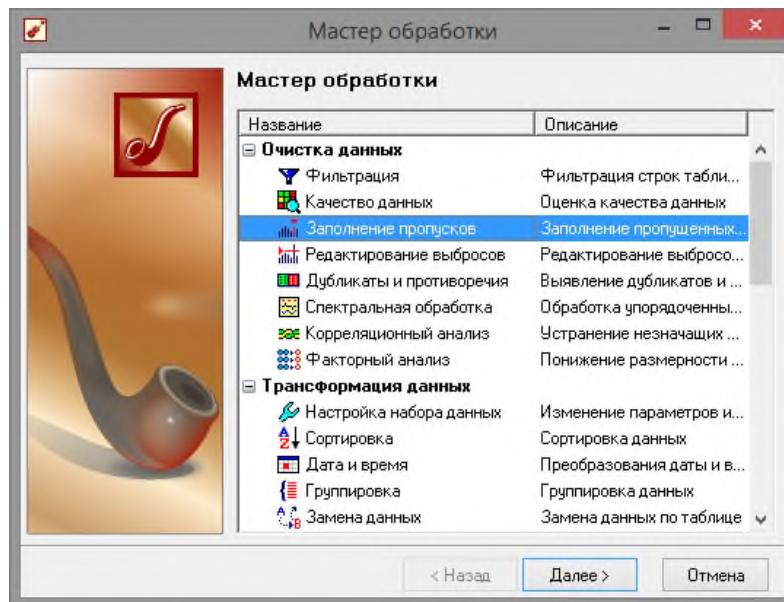 Мастер обработки
Мастер обработки
Название Описание
Очистка данных
Фильтрация Фильтрация строк табли...
Качество данных Оценка качества данных
Заполнение пропусков Заполнение пропущенных...
Редактирование выбросов Редактирование выбросо...
Дубликаты и противоречия Выявление дубликатов и ...
Спектральная обработка Обработка упорядоченны...
Корреляционный анализ Устранение незначащих ...
Факторный анализ Понижение размерности ...
Трансформация данных
Настройка набора данных Изменение параметров и...
Сортировка Сортировка данных
Дата и время Преобразования даты и в...
Группировка Группировка данных
Замена данных Замена данных по таблице
< Назад Далее > Отмена